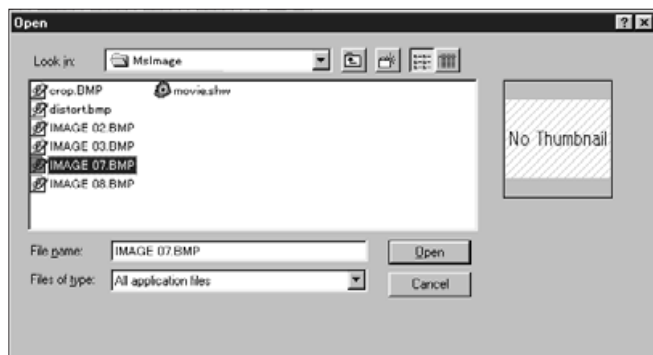 Open
Look in: MsImage
crop.BMP movie.shw
distort.bmp
IMAGE 02.BMP
IMAGE 03.BMP
IMAGE 07.BMP
IMAGE 08.BMP
No Thumbnail
File name: IMAGE 07.BMP Open
Files of type: All application files Cancel